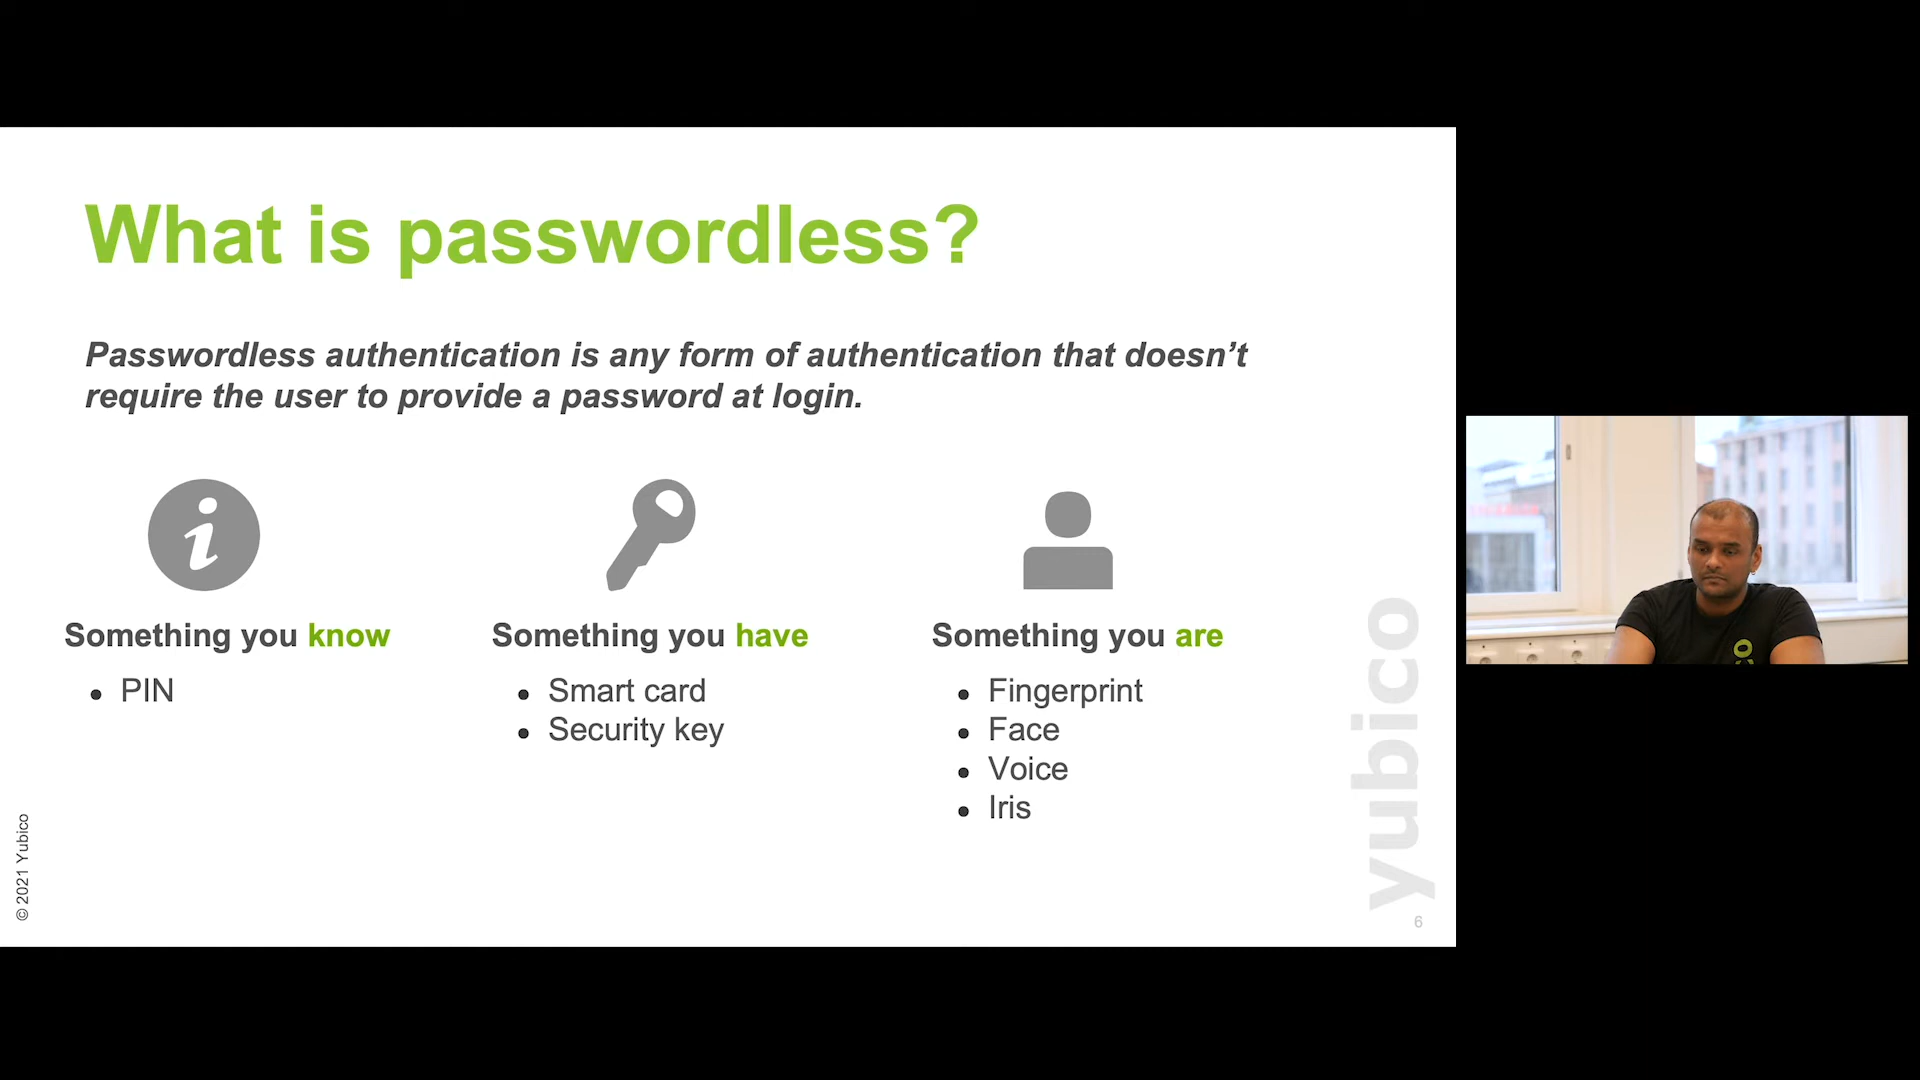 What is passwordless?
Passwordless authentication is any form of authentication that doesn’t
require the user to provide a password at login.
Something you know
• PIN
Something you have
• Smart card
• Security key
Something you are
• Fingerprint
• Face
• Voice
• Iris
© 2021 Yubico
yubico
6